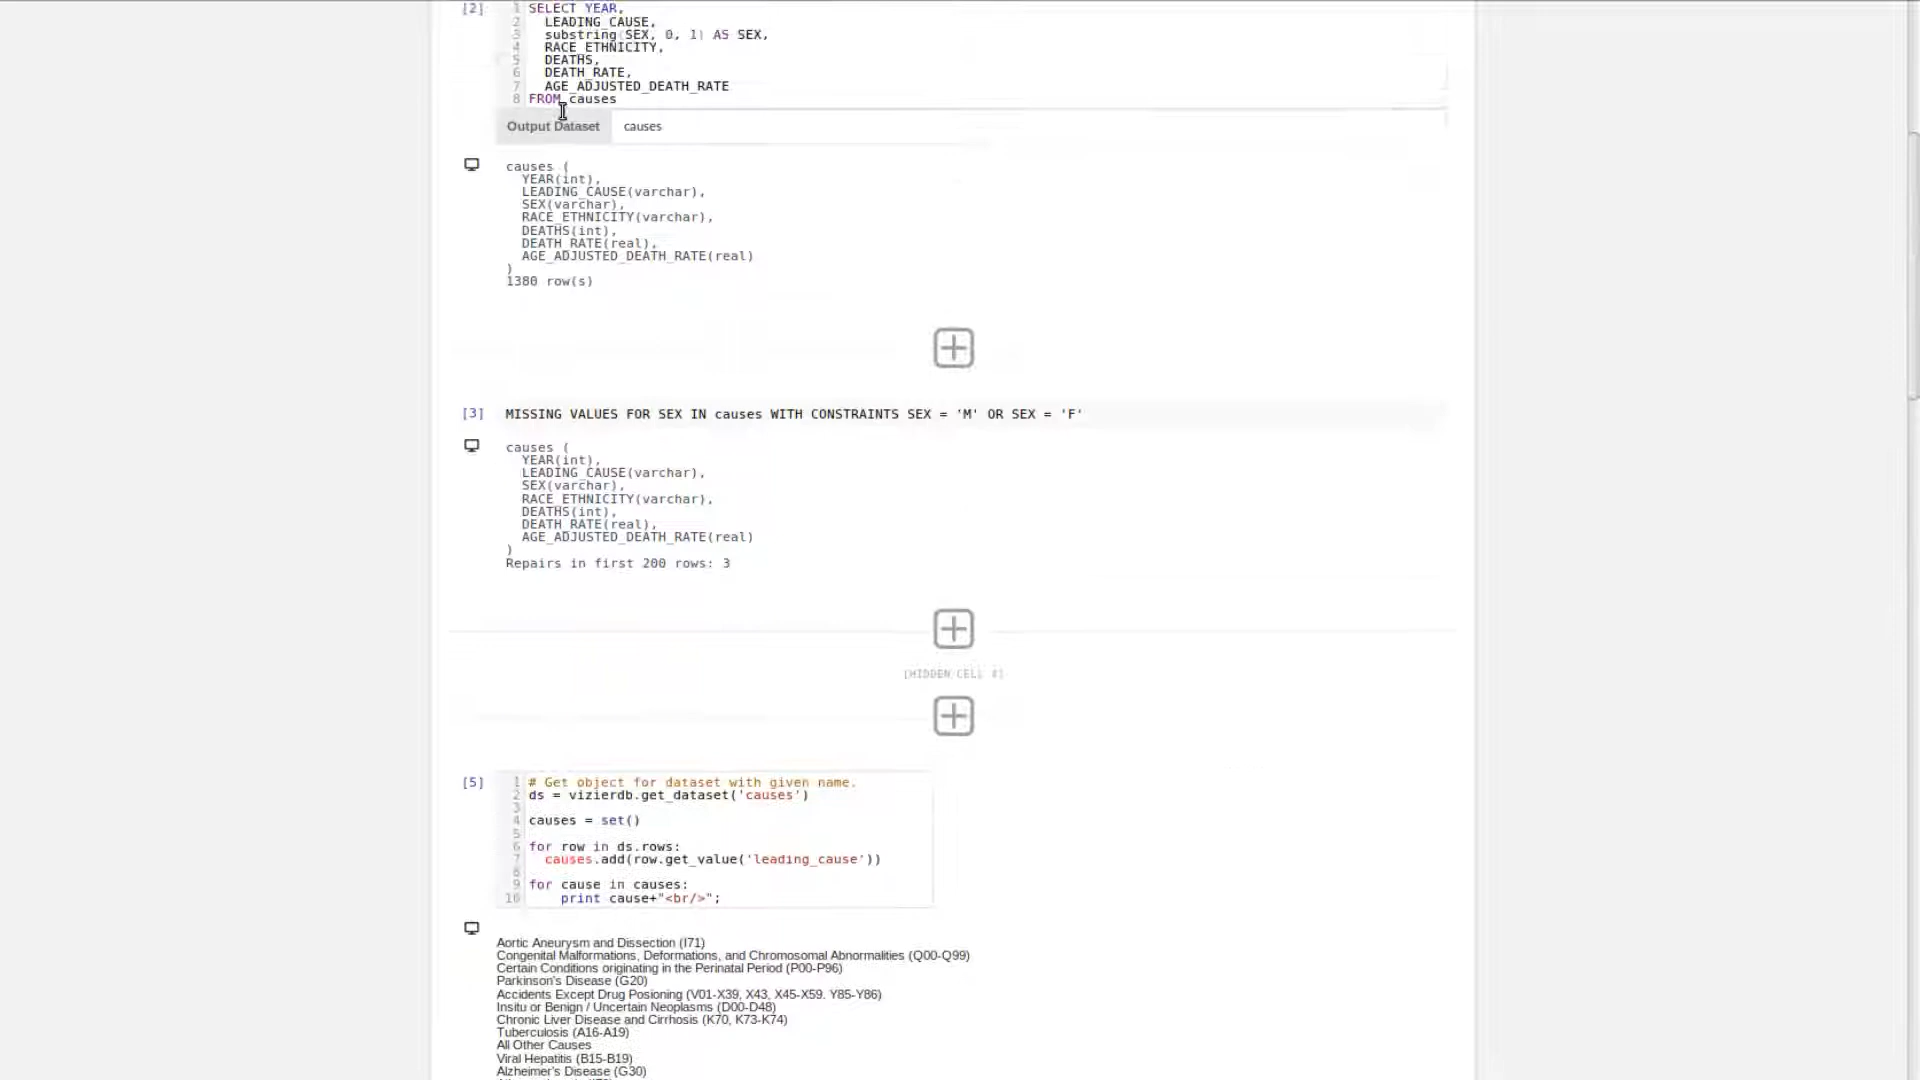 [2]
1 SELECT YEAR,
2 LEADING_CAUSE,
3 substring(SEX, 0, 1) AS SEX,
4 RACE_ETHNICITY,
5 DEATHS,
6 DEATH_RATE,
7 AGE_ADJUSTED_DEATH_RATE
8 FROM causes
Output Dataset causes
causes (
YEAR(int),
LEADING_CAUSE(varchar),
SEX(varchar),
RACE_ETHNICITY(varchar),
DEATHS(int),
DEATH_RATE(real),
AGE_ADJUSTED_DEATH_RATE(real)
)
1380 row(s)
[3] MISSING VALUES FOR SEX IN causes WITH CONSTRAINTS SEX = 'M' OR SEX = 'F'
causes (
YEAR(int),
LEADING_CAUSE(varchar),
SEX(varchar),
RACE_ETHNICITY(varchar),
DEATHS(int),
DEATH_RATE(real),
AGE_ADJUSTED_DEATH_RATE(real)
)
Repairs in first 200 rows: 3
[HIDDEN CELL #]
[5]
1 # Get object for dataset with given name.
2 ds = vizierdb.get_dataset('causes')
3
4 causes = set()
5
6 for row in ds.rows:
7 causes.add(row.get_value('leading_cause'))
8
9 for cause in causes:
10 print cause+"<br/>";
Aortic Aneurysm and Dissection (I71)
Congenital Malformations, Deformations, and Chromosomal Abnormalities (Q00-Q99)
Certain Conditions originating in the Perinatal Period (P00-P96)
Parkinson's Disease (G20)
Accidents Except Drug Posioning (V01-X39, X43, X45-X59. Y85-Y86)
Insitu or Benign / Uncertain Neoplasms (D00-D48)
Chronic Liver Disease and Cirrhosis (K70, K73-K74)
Tuberculosis (A16-A19)
All Other Causes
Viral Hepatitis (B15-B19)
Alzheimer's Disease (G30)